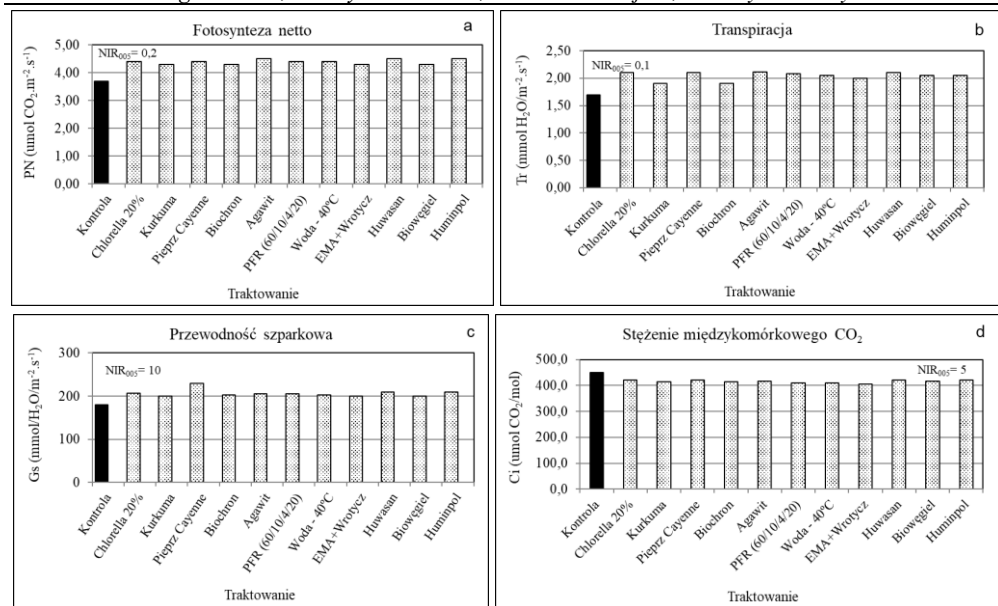 Fotosynteza netto
a
NIR005= 0,2
PN (umol CO2.m-2.s-1)
5,00
4,00
3,00
2,00
1,00
0,00
Kontrola
Chlorella 20%
Kurkuma
Pieprz Cayenne
Biochron
Agawit
PFR (60/10/4/20)
Woda - 40ºC
EMA+Wrotycz
Huwasan
Biowęgiel
Huminpol
Traktowanie
Transpiracja
b
NIR005= 0,1
Tr (mmol H2O/m-2.s-1)
2,50
2,00
1,50
1,00
0,50
0,00
Kontrola
Chlorella 20%
Kurkuma
Pieprz Cayenne
Biochron
Agawit
PFR (60/10/4/20)
Woda - 40ºC
EMA+Wrotycz
Huwasan
Biowęgiel
Huminpol
Traktowanie
Przewodność szparkowa
c
NIR005 = 10
Gs (mmol/H2O/m-2.s-1)
300
200
100
0
Kontrola
Chlorella 20%
Kurkuma
Pieprz Cayenne
Biochron
Agawit
PFR (60/10/4/20)
Woda - 40ºC
EMA+Wrotycz
Huwasan
Biowęgiel
Huminpol
Traktowanie
Stężenie międzykomórkowego CO2
d
NIR005= 5
Ci (umol CO2/mol)
500,0
400,0
300,0
200,0
100,0
0,0
Kontrola
Chlorella 20%
Kurkuma
Pieprz Cayenne
Biochron
Agawit
PFR (60/10/4/20)
Woda - 40ºC
EMA+Wrotycz
Huwasan
Biowęgiel
Huminpol
Traktowanie